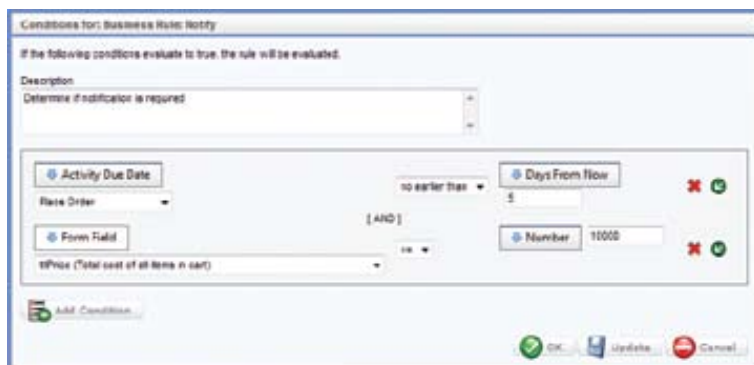 Conditions for: Business Rule: Notify
If the following conditions evaluate to true, the rule will be evaluated.
Description
Determine if notification is required
Activity Due Date
no earlier than
Days From Now
Place Order
5
[ AND ]
Form Field
Number
10000
(Total cost of all items in cart)
Add Condition
OK
Update
Cancel